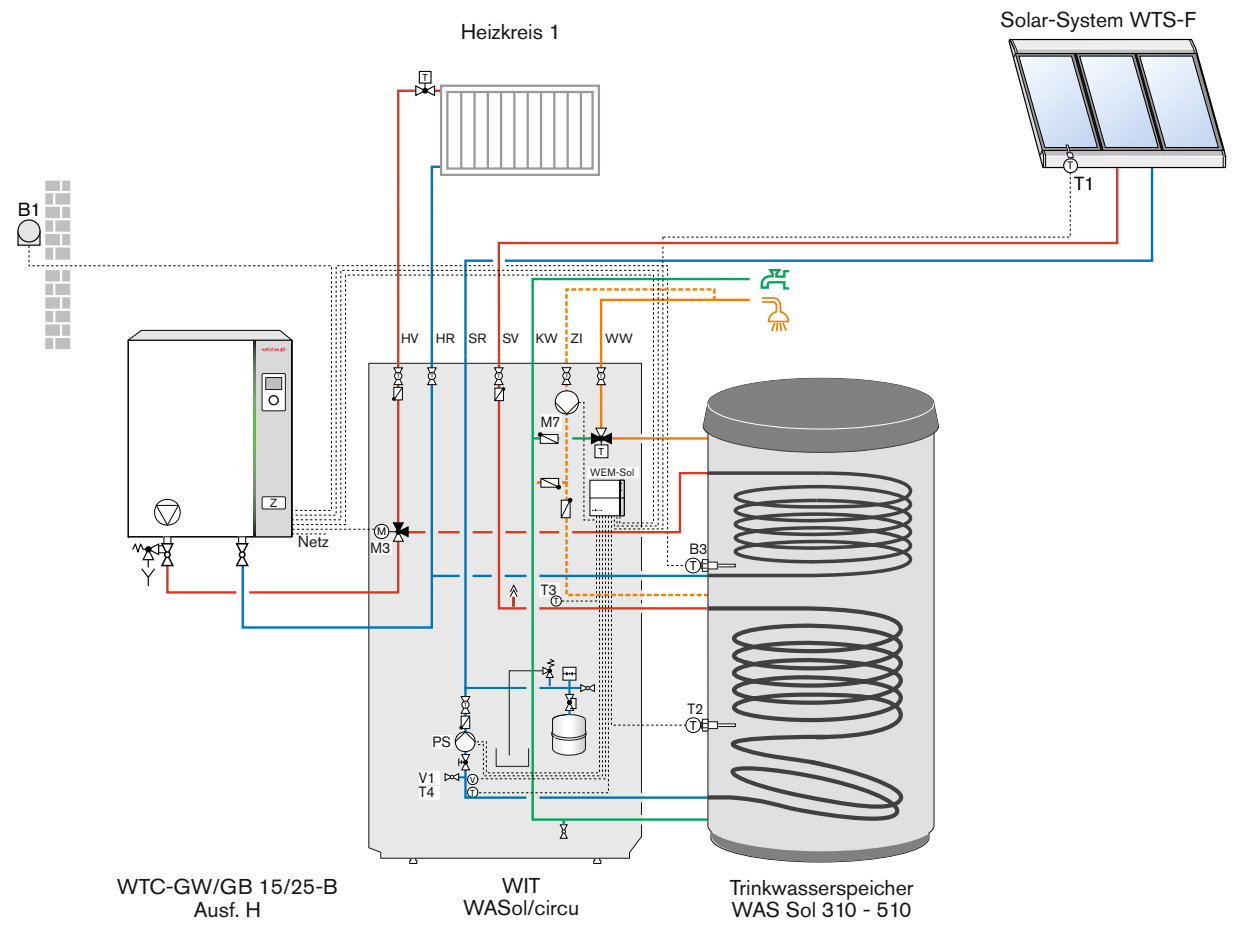 Heizkreis 1
Solar-System WTS-F
T
T
T1
B1
HV
HR
SR
SV
KW
ZI
WW
-weishaupt-
M7
T
WEM-Sol
Z
Netz
M
M3
B3
T
T3
T
T2
T
PS
V1
V
T4
T
WTC-GW/GB 15/25-B
Ausf. H
WIT
WASol/circu
Trinkwasserspeicher
WAS Sol 310 - 510